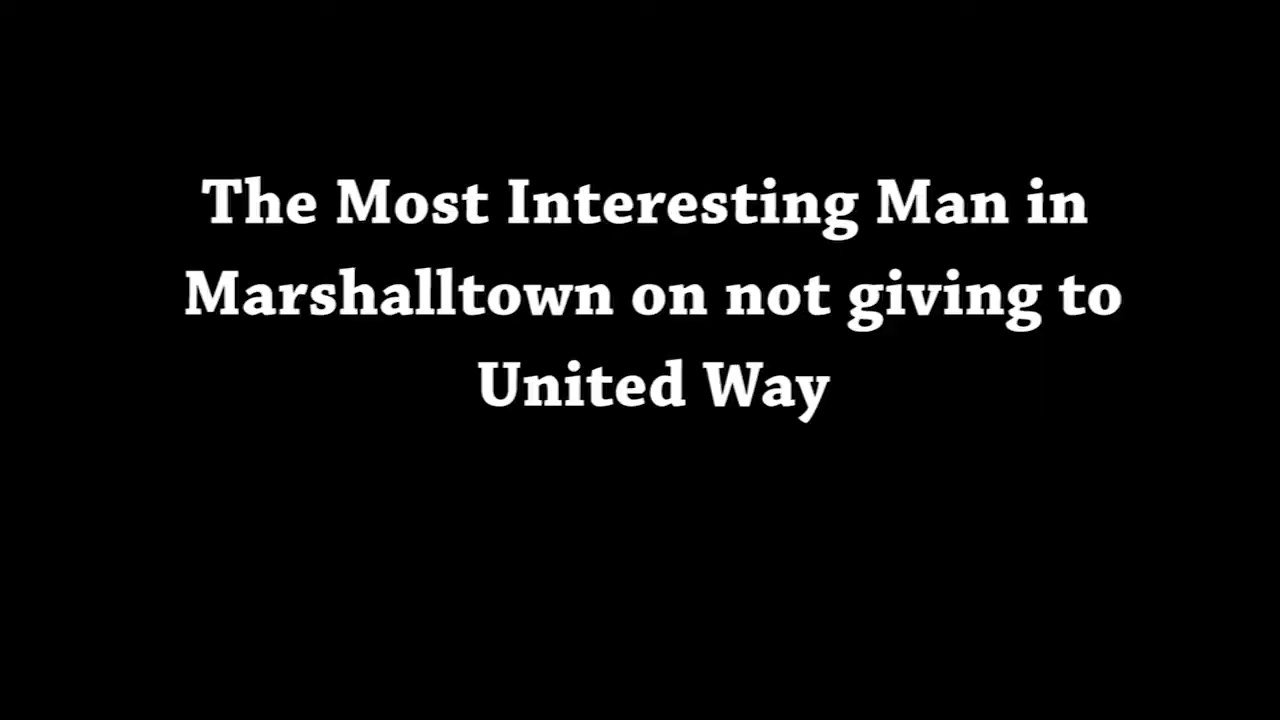 The Most Interesting Man in
Marshalltown on not giving to
United Way